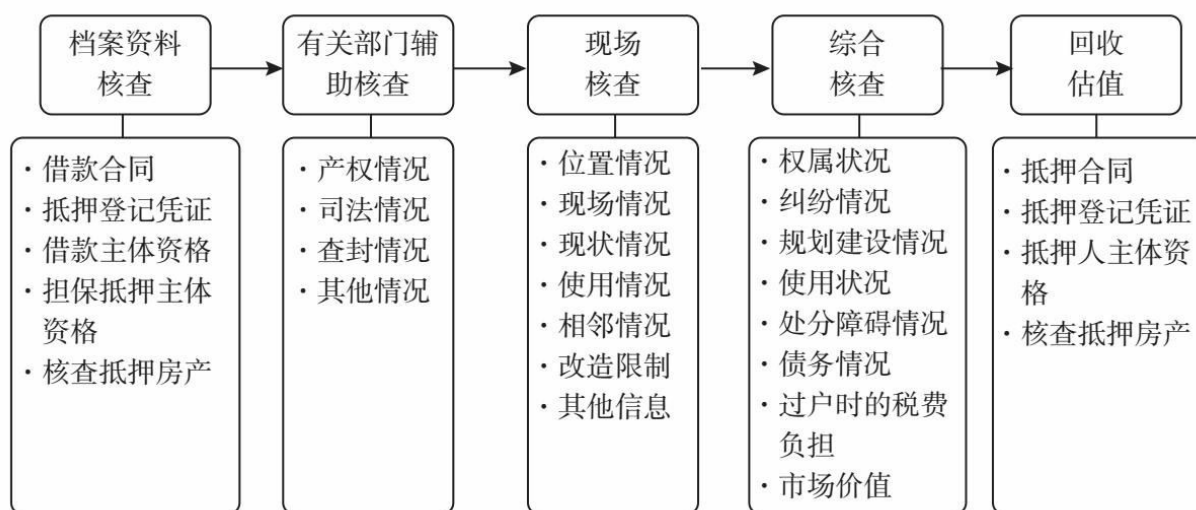 档案资料
核查
有关部门辅
助核查
现场
核查
综合
核查
回收
估值
· 借款合同
· 抵押登记凭证
· 借款主体资格
· 担保抵押主体
资格
· 核查抵押房产
· 产权情况
· 司法情况
· 查封情况
· 其他情况
· 位置情况
· 现场情况
· 现状情况
· 使用情况
· 相邻情况
· 改造限制
· 其他信息
· 权属状况
· 纠纷情况
· 规划建设情况
· 使用状况
· 处分障碍情况
· 债务情况
· 过户时的税费
负担
· 市场价值
· 抵押合同
· 抵押登记凭证
· 抵押人主体资
格
· 核查抵押房产